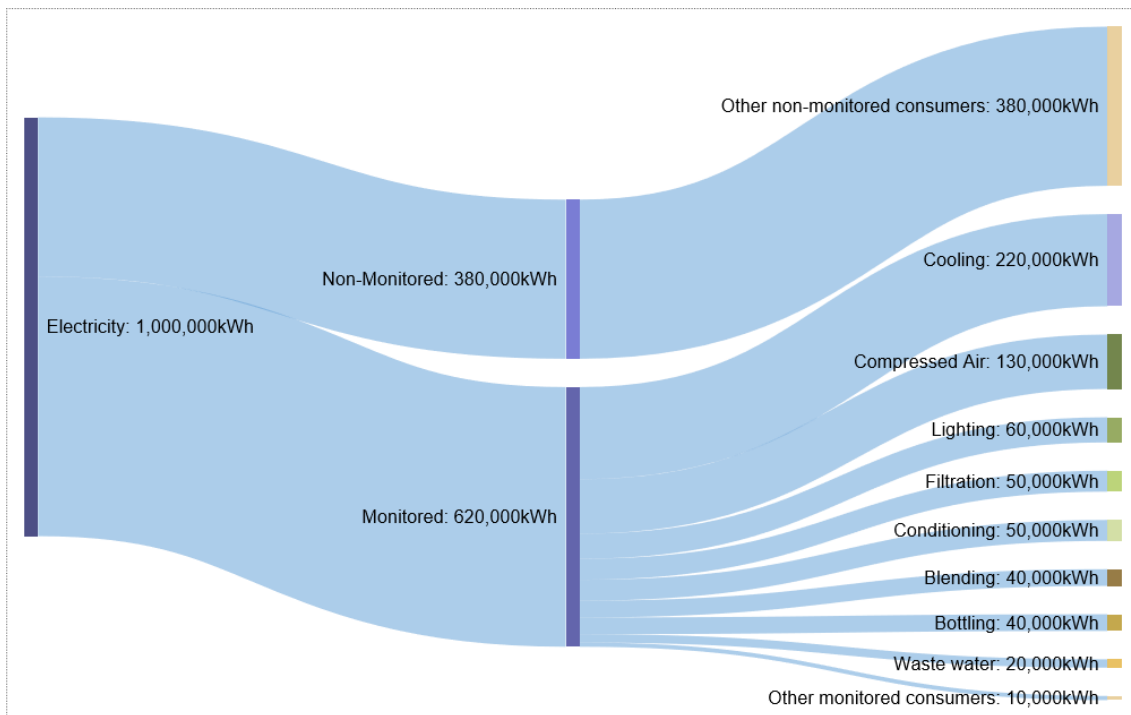 Other non-monitored consumers: 380,000kWh
Cooling: 220,000kWh
Non-Monitored: 380,000kWh
Electricity: 1,000,000kWh
Compressed Air: 130,000kWh
Lighting: 60,000kWh
Filtration: 50,000kWh
Monitored: 620,000kWh
Conditioning: 50,000kWh
Blending: 40,000kWh
Bottling: 40,000kWh
Waste water: 20,000kWh
Other monitored consumers: 10,000kWh